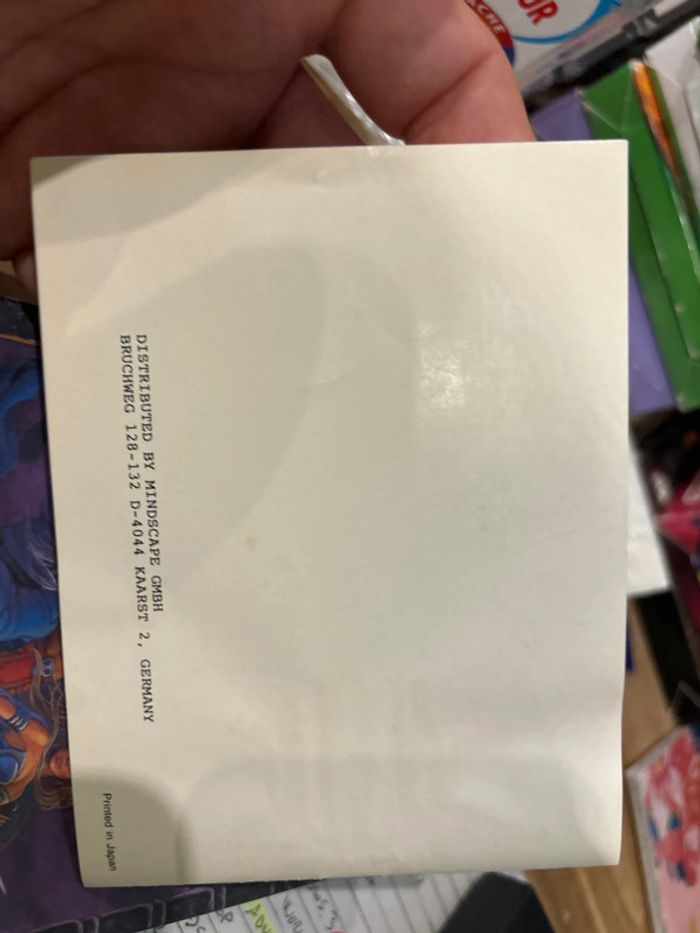 DISTRIBUTED BY MINDSCAPE GMBH
BRUCHWEG 128-132 D-4044 KAARST 2, GERMANY
Printed in Japan